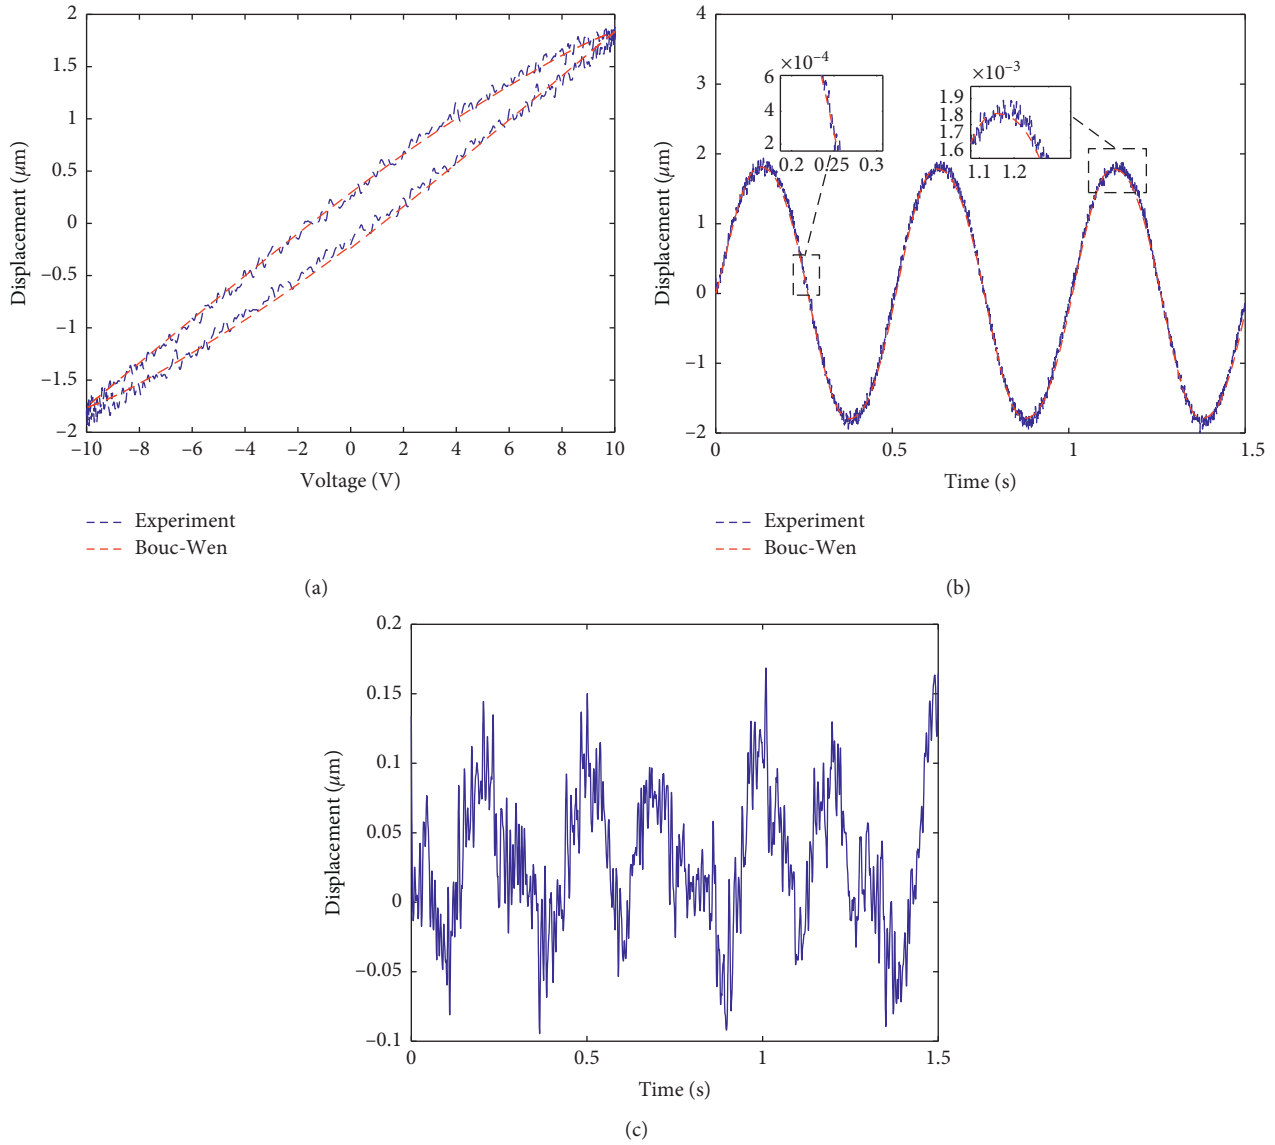 2
1.5
1
0.5
0
–0.5
–1
–1.5
–2
Displacement (μm)
–10 –8 –6 –4 –2 0 2 4 6 8 10
Voltage (V)
Experiment
Bouc-Wen
(a)
4
3
2
1
0
–1
–2
Displacement (μm)
×10⁻⁴
6
4
2
0.2 0.25 0.3
×10⁻³
1.9
1.8
1.7
1.6
1.1 1.2
0 0.5 1 1.5
Time (s)
Experiment
Bouc-Wen
(b)
0.2
0.15
0.1
0.05
0
–0.05
–0.1
Displacement (μm)
0 0.5 1 1.5
Time (s)
(c)